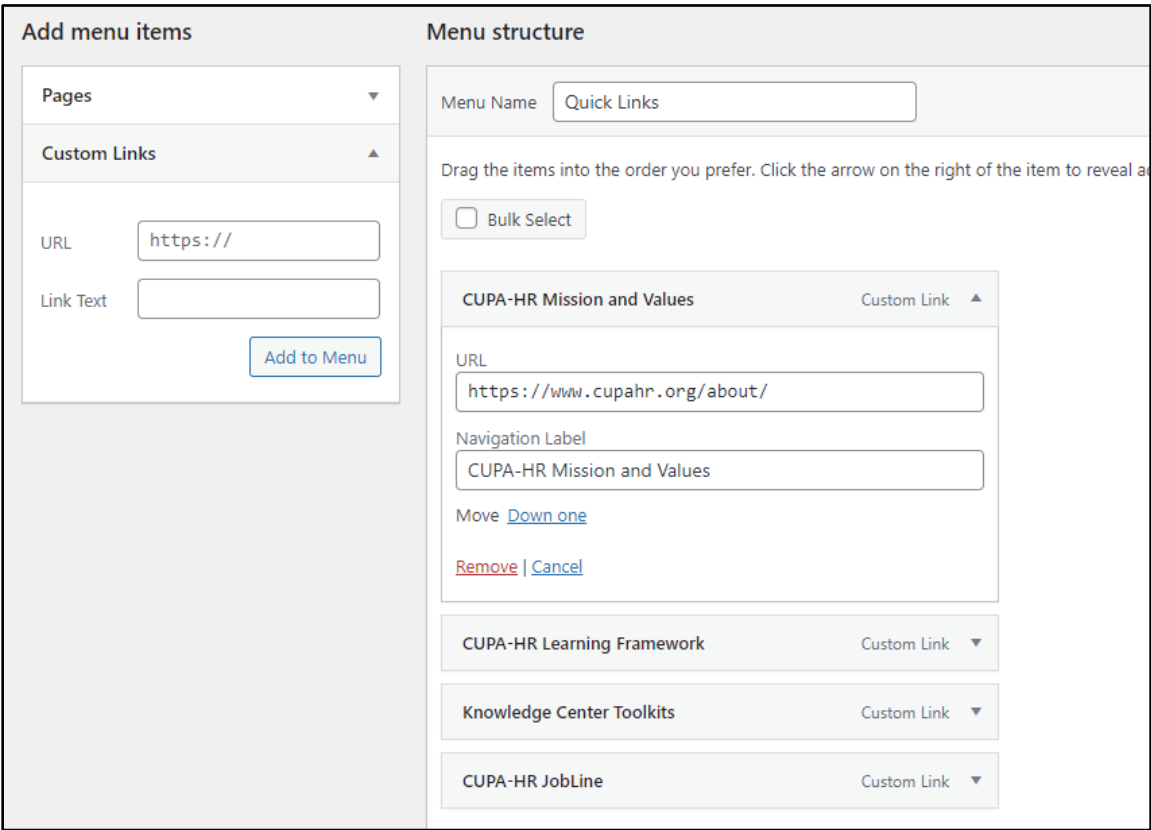 Add menu items
Pages
Custom Links
URL
https://
Link Text
Add to Menu
Menu structure
Menu Name
Quick Links
Drag the items into the order you prefer. Click the arrow on the right of the item to reveal
Bulk Select
CUPA-HR Mission and Values Custom Link
URL
https://www.cupahr.org/about/
Navigation Label
CUPA-HR Mission and Values
Move Down one
Remove | Cancel
CUPA-HR Learning Framework Custom Link
Knowledge Center Toolkits Custom Link
CUPA-HR JobLine Custom Link